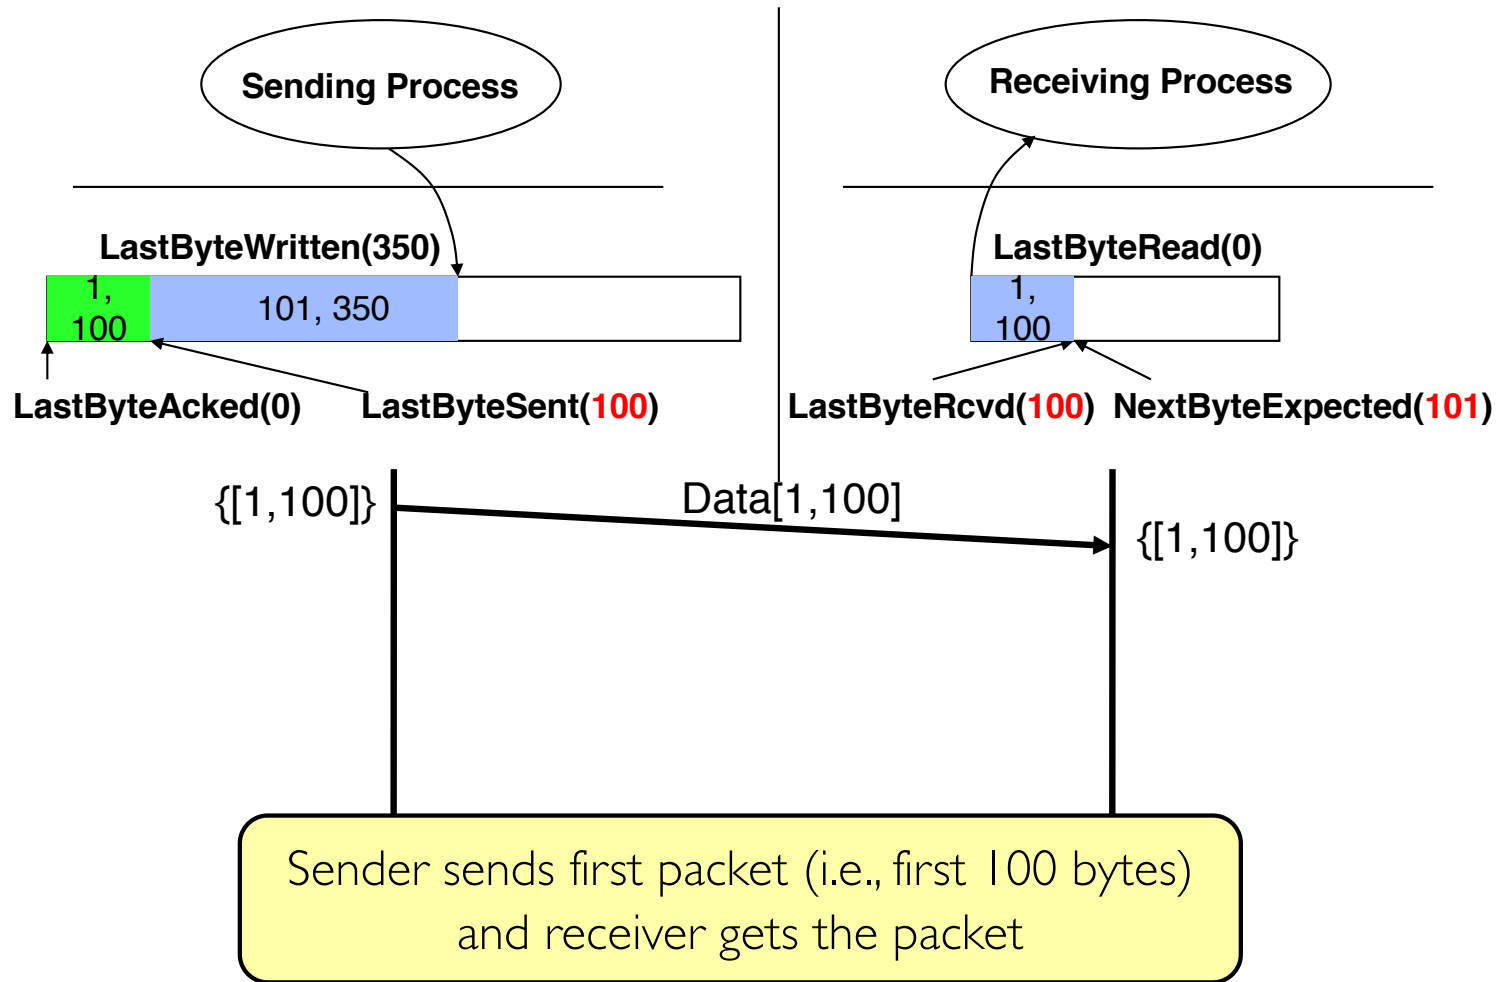 Sending Process
Receiving Process
LastByteWritten(350)
LastByteRead(0)
1,
100
101, 350
1,
100
LastByteAcked(0)
LastByteSent(100)
LastByteRcvd(100)
NextByteExpected(101)
{[1,100]}
Data[1,100]
{[1,100]}
Sender sends first packet (i.e., first 100 bytes)
and receiver gets the packet